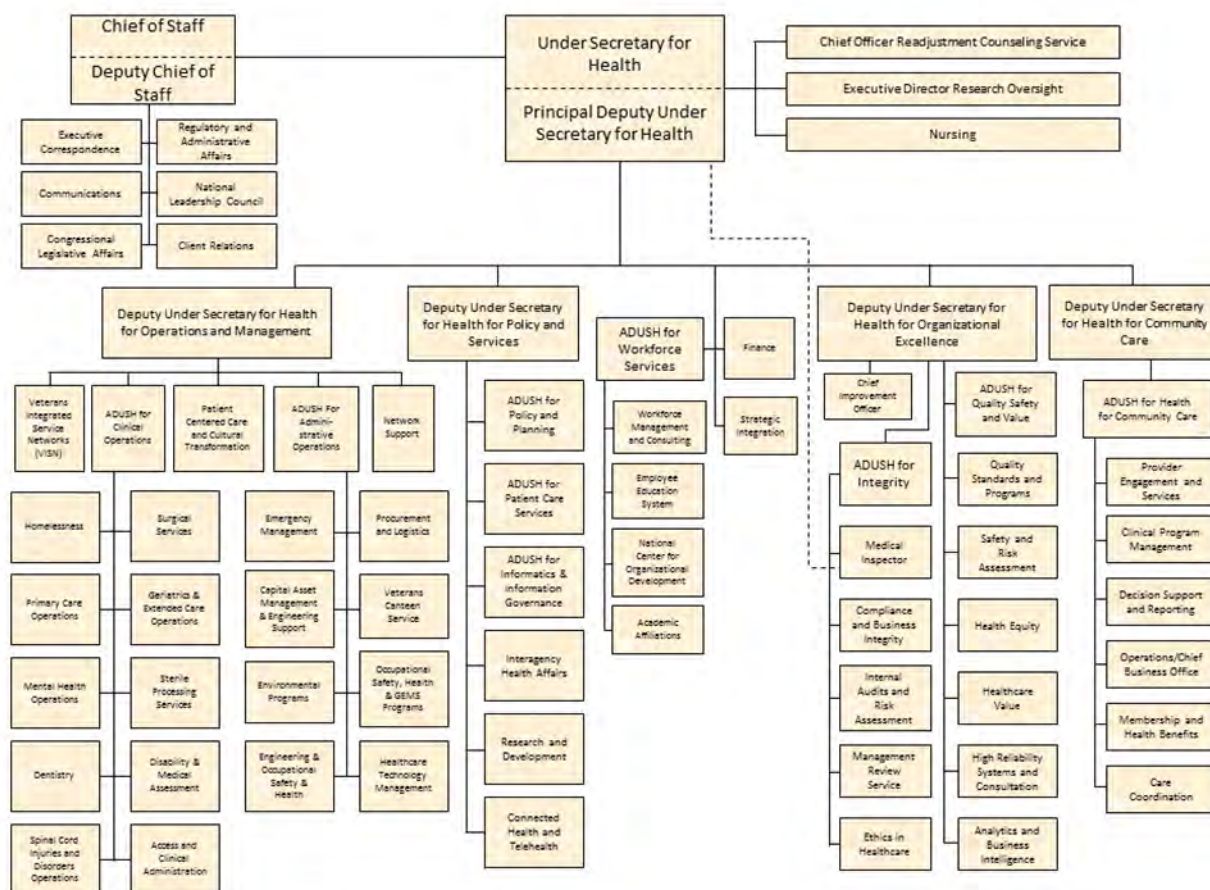 Chief of Staff
Deputy Chief of
Staff
Under Secretary for
Health
Principal Deputy Under
Secretary for Health
Chief Officer Readjustment Counseling Service
Executive Director Research Oversight
Nursing
Executive
Correspondence
Regulatory and
Administrative
Affairs
Communications
National
Leadership Council
Congressional
Legislative Affairs
Client Relations
Deputy Under Secretary for Health
for Operations and Management
Deputy Under Secretary
for Health for Policy and
Services
ADUSH for
Workforce
Services
Finance
Strategic
Integration
Deputy Under Secretary for
Health for Organizational
Excellence
Deputy Under Secretary
for Health for Community
Care
Veterans
Integrated
Service
Networks
(VISN)
ADUSH for
Clinical
Operations
Patient
Centered Care
and Cultural
Transformation
ADUSH For
Admini-
strative
Operations
Network
Support
Homelessness
Surgical
Services
Primary Care
Operations
Geriatrics &
Extended Care
Operations
Mental Health
Operations
Sterile
Processing
Services
Dentistry
Disability &
Medical
Assessment
Spinal Cord
Injuries and
Disorders
Operations
Access and
Clinical
Administration
Emergency
Management
Procurement
and Logistics
Capital Asset
Management
& Engineering
Support
Veterans
Canteen
Service
Environmental
Programs
Occupational
Safety, Health
& GEMS
Programs
Engineering &
Occupational
Safety &
Health
Healthcare
Technology
Management
ADUSH for
Policy and
Planning
ADUSH for
Patient Care
Services
ADUSH for
Informatics &
Information
Governance
Interagency
Health Affairs
Research and
Development
Connected
Health and
Telehealth
Workforce
Management
and Consulting
Employee
Education
System
National
Center for
Organizational
Development
Academic
Affiliations
Chief
Improvement
Officer
ADUSH for
Integrity
Medical
Inspector
Compliance
and Business
Integrity
Internal
Audits and
Risk
Assessment
Management
Review
Service
Ethics in
Healthcare
ADUSH for
Quality Safety
and Value
Quality
Standards and
Programs
Safety and
Risk
Assessment
Health Equity
Healthcare
Value
High Reliability
Systems and
Consultation
Analytics and
Business
Intelligence
ADUSH for Health
for Community Care
Provider
Engagement and
Services
Clinical Program
Management
Decision Support
and Reporting
Operations/Chief
Business Office
Membership and
Health Benefits
Care
Coordination